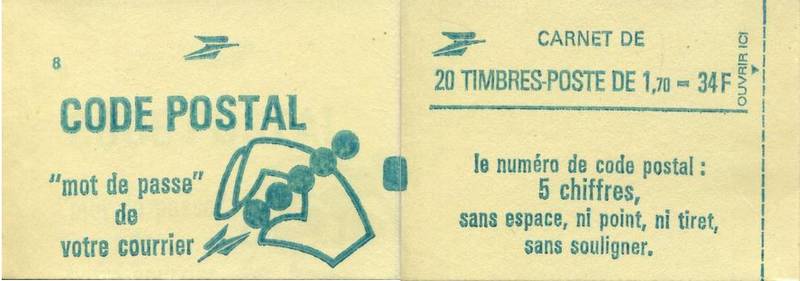 8
CODE POSTAL
"mot de passe"
de
votre courrier
CARNET DE
20 TIMBRES-POSTE DE 1,70 = 34F
OUVRIR ICI
le numéro de code postal :
5 chiffres,
sans espace, ni point, ni tiret,
sans souligner.